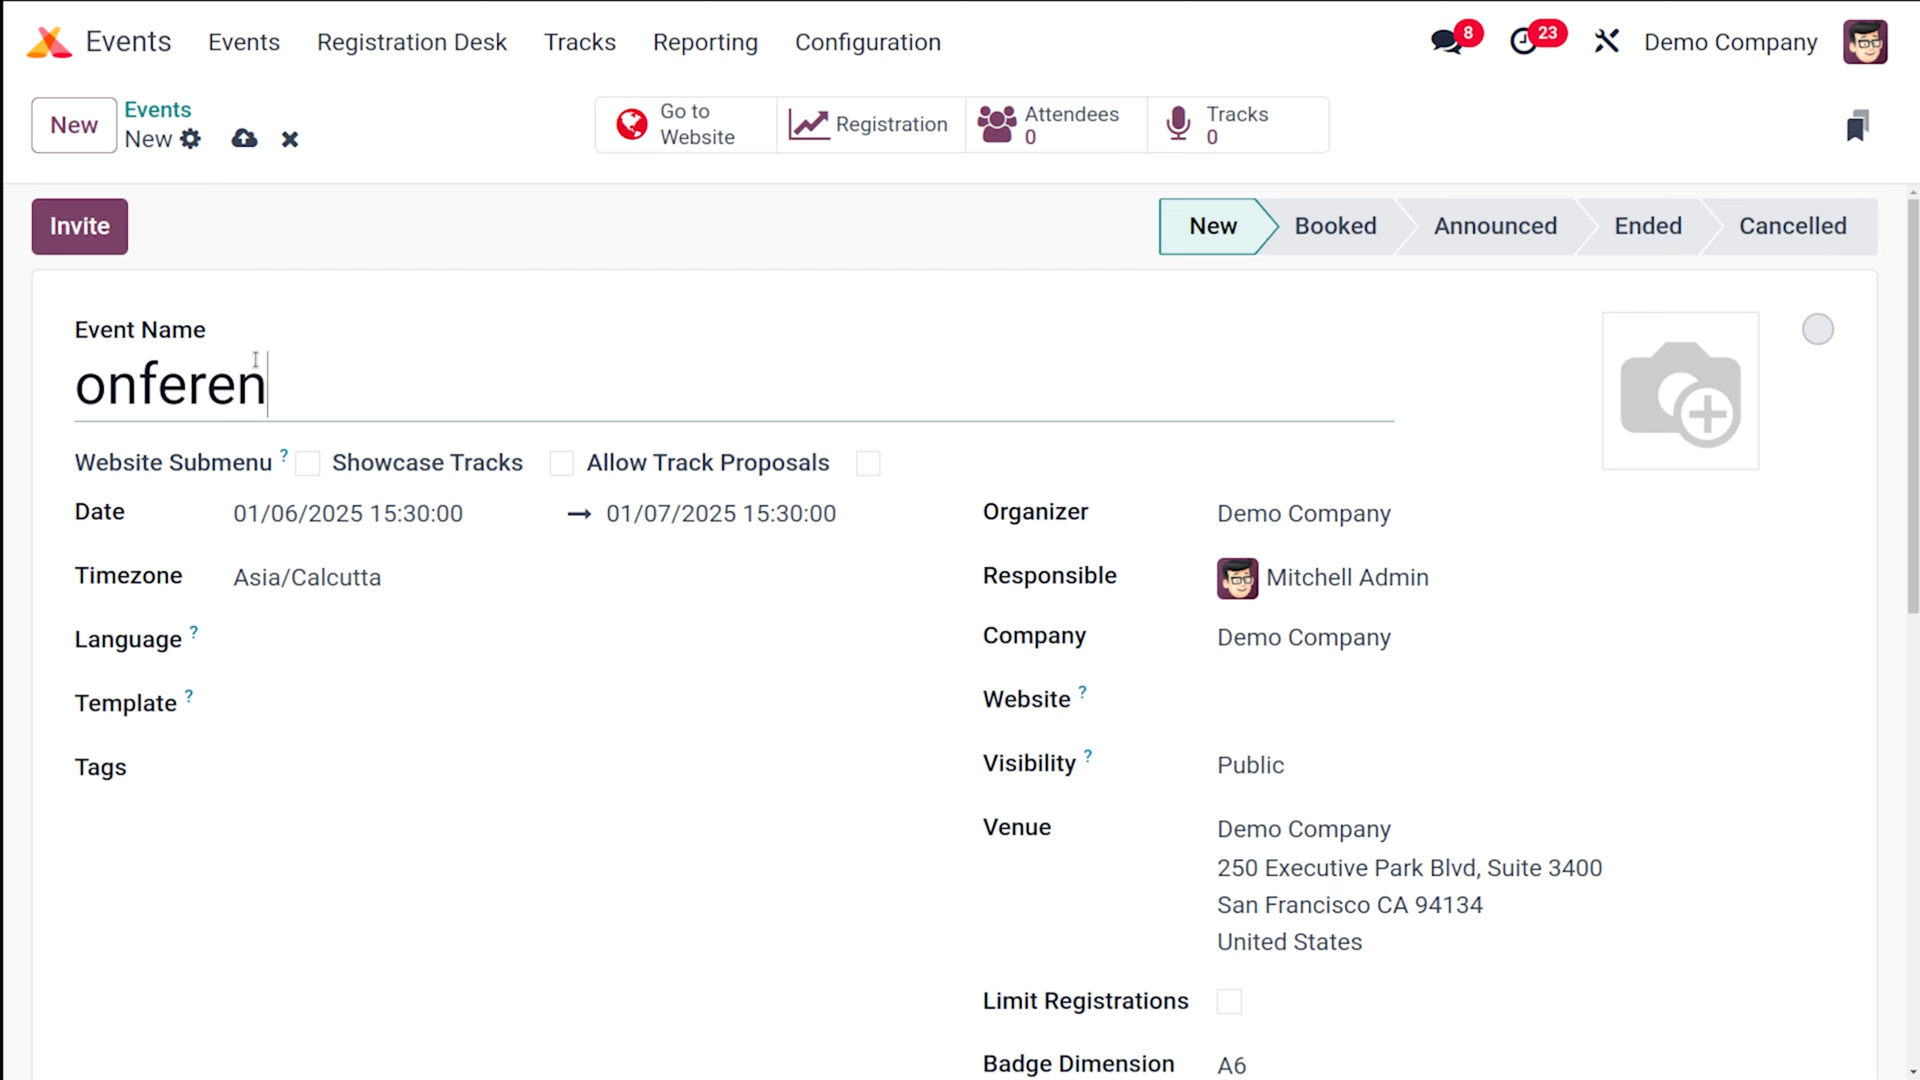 Events Events Registration Desk Tracks Reporting Configuration 8 23 Demo Company
New Events
New
Go to
Website
Registration
Attendees
0
Tracks
0
Invite
New Booked Announced Ended Cancelled
Event Name
onferen
Website Submenu ? Showcase Tracks Allow Track Proposals
Date 01/06/2025 15:30:00 → 01/07/2025 15:30:00
Timezone Asia/Calcutta
Language ?
Template ?
Tags
Organizer Demo Company
Responsible Mitchell Admin
Company Demo Company
Website ?
Visibility ? Public
Venue Demo Company
250 Executive Park Blvd, Suite 3400
San Francisco CA 94134
United States
Limit Registrations
Badge Dimension A6